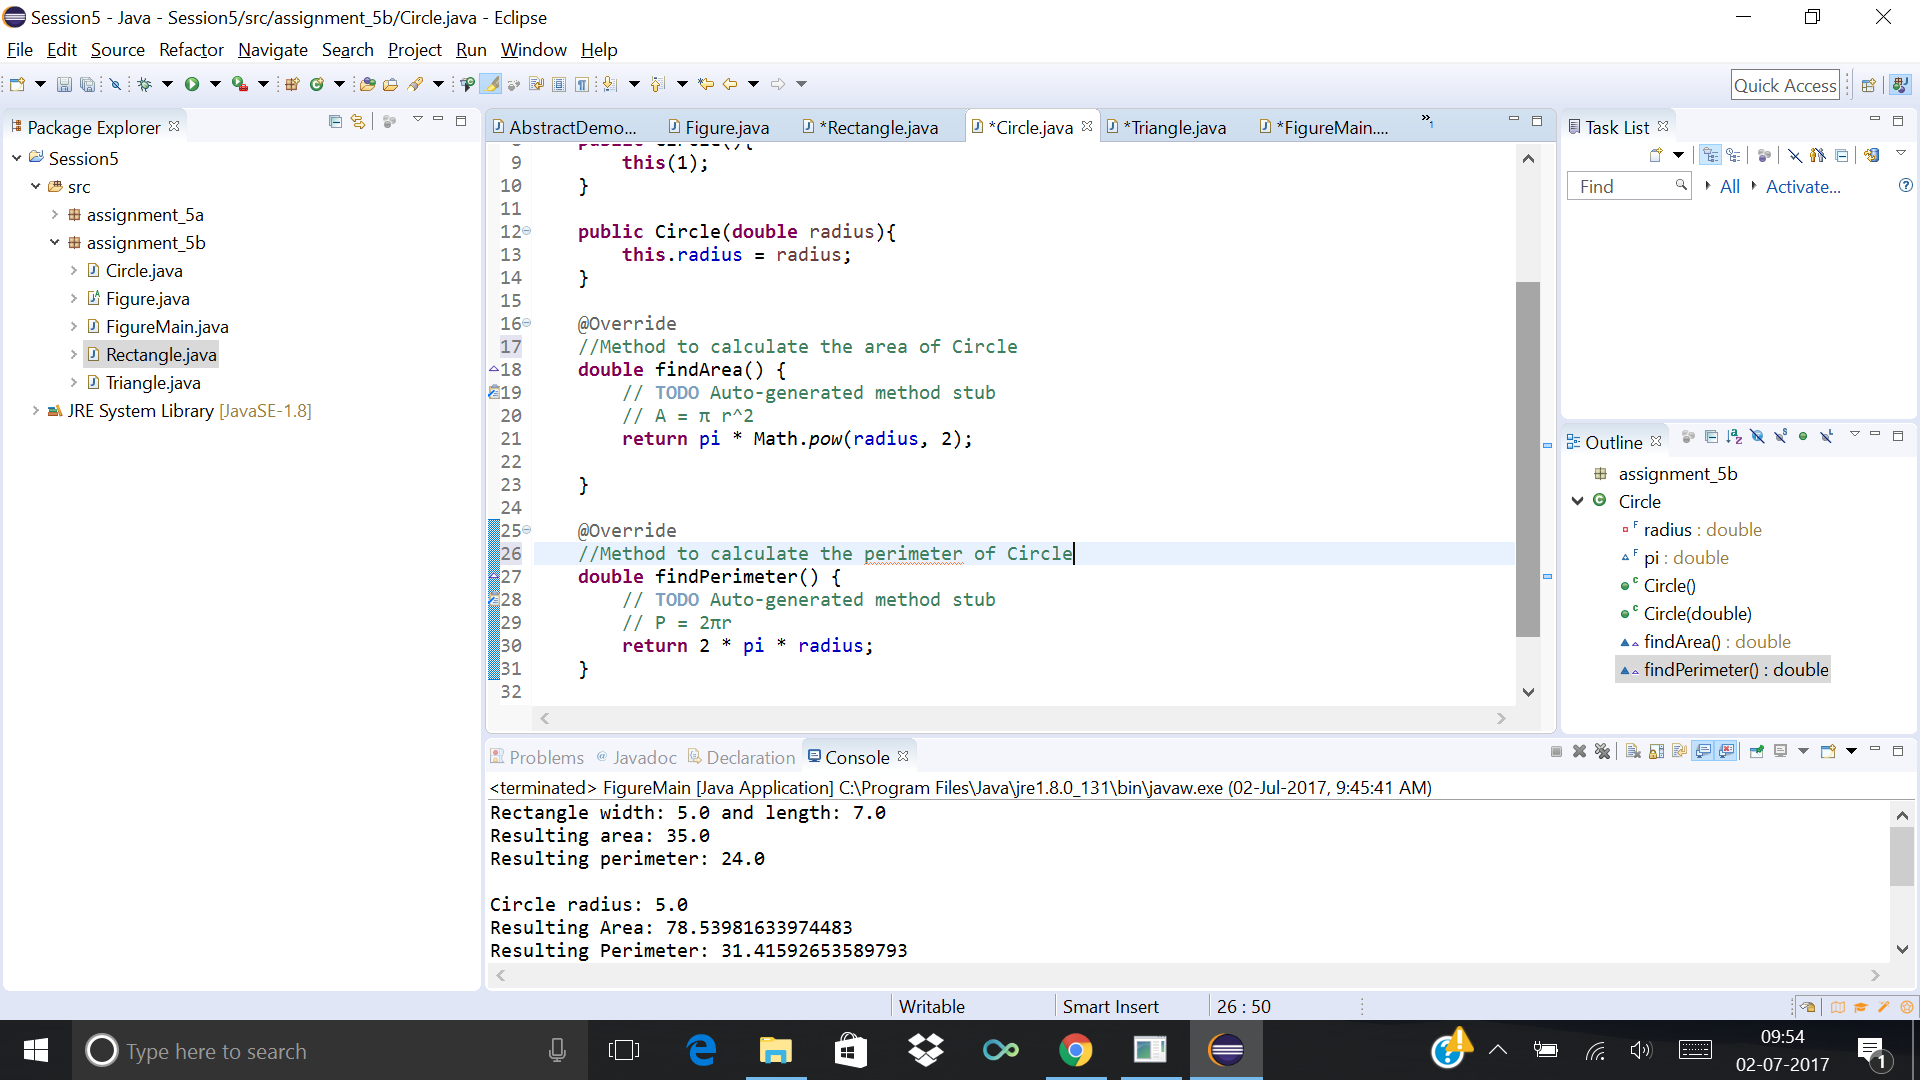 Session5 - Java - Session5/src/assignment_5b/Circle.java - Eclipse
File Edit Source Refactor Navigate Search Project Run Window Help
Quick Access
Package Explorer
Session5
src
assignment_5a
assignment_5b
Circle.java
Figure.java
FigureMain.java
Rectangle.java
Triangle.java
JRE System Library [JavaSE-1.8]
AbstractDemo... Figure.java *Rectangle.java *Circle.java *Triangle.java *FigureMain.... »1
8 public Circle(){
9 this(1);
10 }
11
12 public Circle(double radius){
13 this.radius = radius;
14 }
15
16 @Override
17 //Method to calculate the area of Circle
18 double findArea() {
19 // TODO Auto-generated method stub
20 // A = π r^2
21 return pi * Math.pow(radius, 2);
22
23 }
24
25 @Override
26 //Method to calculate the perimeter of Circle
27 double findPerimeter() {
28 // TODO Auto-generated method stub
29 // P = 2πr
30 return 2 * pi * radius;
31 }
32
Task List
Find All Activate...
Outline
assignment_5b
Circle
radius : double
pi : double
Circle()
Circle(double)
findArea() : double
findPerimeter() : double
Problems Javadoc Declaration Console
<terminated> FigureMain [Java Application] C:\Program Files\Java\jre1.8.0_131\bin\javaw.exe (02-Jul-2017, 9:45:41 AM)
Rectangle width: 5.0 and length: 7.0
Resulting area: 35.0
Resulting perimeter: 24.0
Circle radius: 5.0
Resulting Area: 78.53981633974483
Resulting Perimeter: 31.41592653589793
Writable Smart Insert 26 : 50
Type here to search
09:54
02-07-2017
1